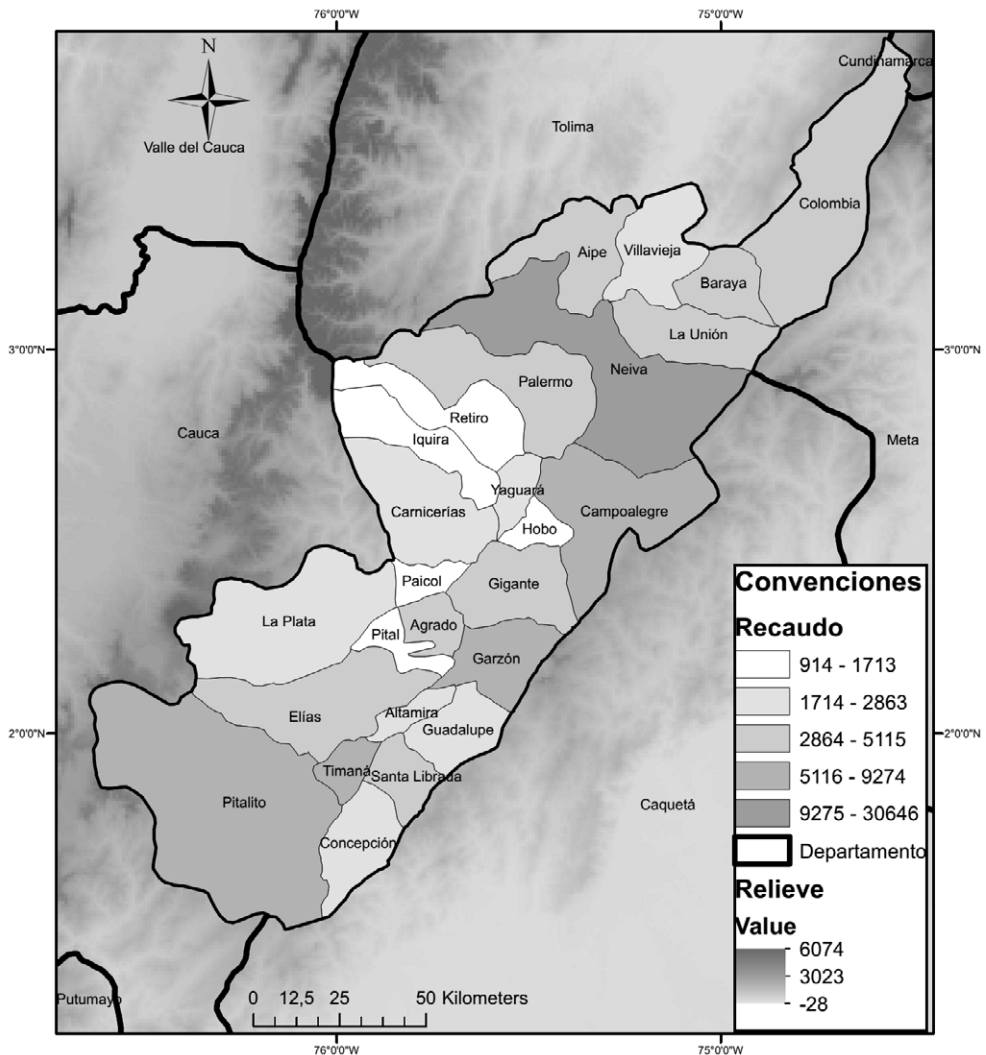 76°0'0"W
75°0'0"W
N
Cundinamarca
Tolima
Valle del Cauca
Colombia
Aipe
Villavieja
Baraya
La Unión
3°0'0"N
3°0'0"N
Neiva
Palermo
Retiro
Cauca
Iquira
Meta
Yaguará
Carnicerías
Campoalegre
Hobo
Paicol
Gigante
La Plata
Agrado
Pital
Garzón
Elías
Altamira
Guadalupe
2°0'0"N
2°0'0"N
Timaná
Santa Librada
Pitalito
Caquetá
Concepción
Putumayo
0 12,5 25 50 Kilometers
Convenciones
Recaudo
914 - 1713
1714 - 2863
2864 - 5115
5116 - 9274
9275 - 30646
Departamento
Relieve
Value
6074
3023
-28
76°0'0"W
75°0'0"W